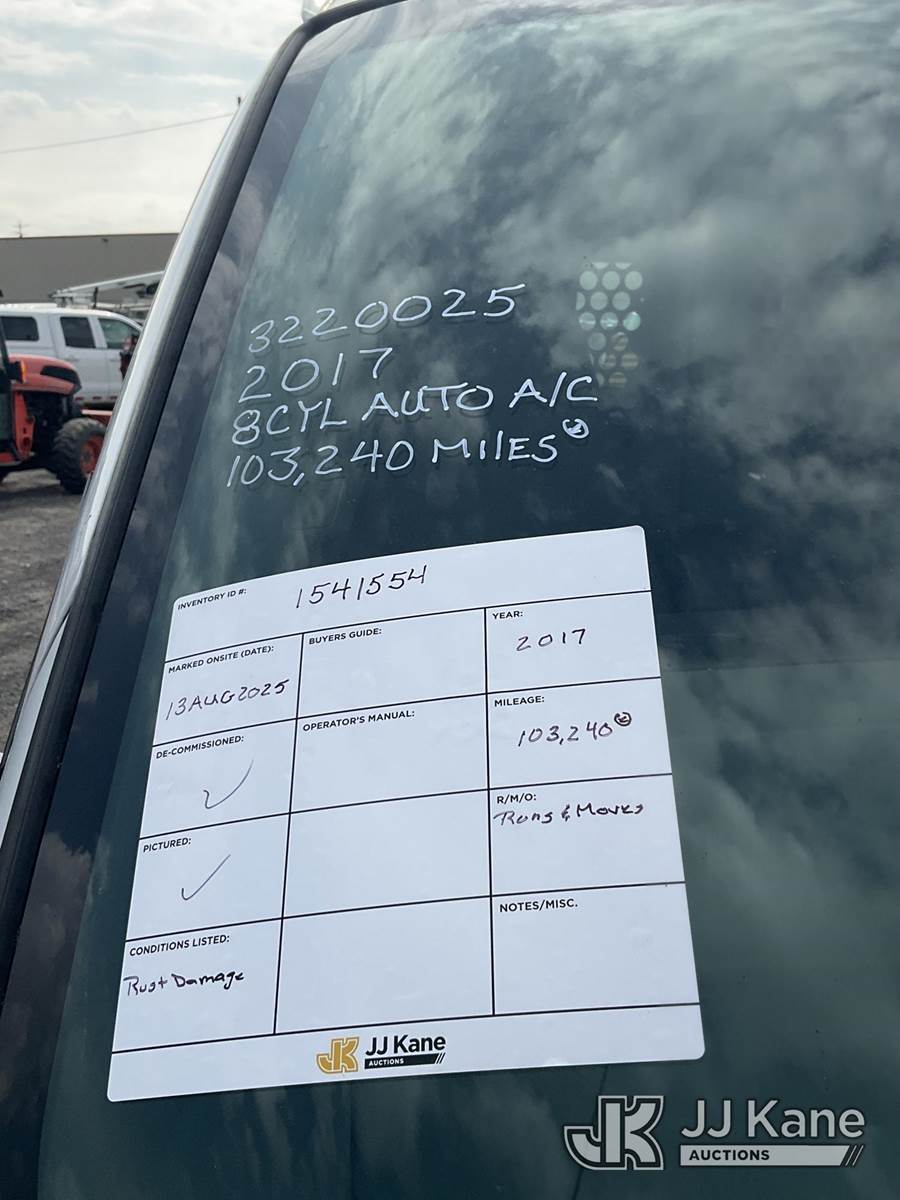 3220025
2017
8CYL AUTO A/C
103,240 MILES
INVENTORY ID #: 1541554
MARKED ONSITE (DATE):
13AUG2025
BUYERS GUIDE:
YEAR:
2017
DE-COMMISSIONED:
✓
OPERATOR'S MANUAL:
MILEAGE:
103,240
PICTURED:
✓
R/M/O:
Runs & Moves
CONDITIONS LISTED:
Rust Damage
NOTES/MISC.
JK JJ Kane
AUCTIONS
JK JJ Kane
AUCTIONS